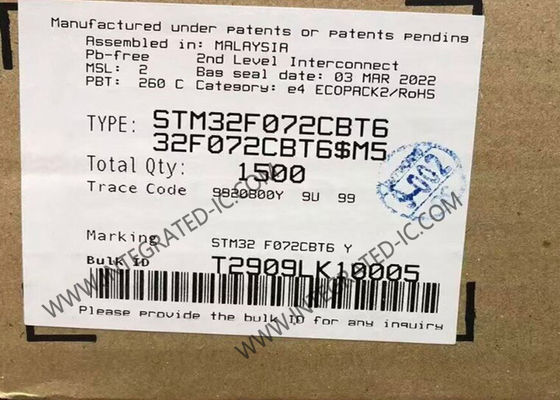 Manufactured under patents or patents pending
Assembled in: MALAYSIA
Pb-free 2nd Level Interconnect
MSL: 2 Bag seal date: 03 MAR 2022
PBT: 260 C Category: e4 ECOPACK2/RoHS
TYPE: STM32F072CBT6
32F072CBT6$M5
Total Qty: 1500
Trace Code 9920800Y 9U 99
Marking STM32 F072CBT6 Y
Bulk ID T2909LK10005
Please provide the bulk ID for any inquiry
WWW.INTEGRATED-IC.COM
WWW.INTEGRATED-IC.COM